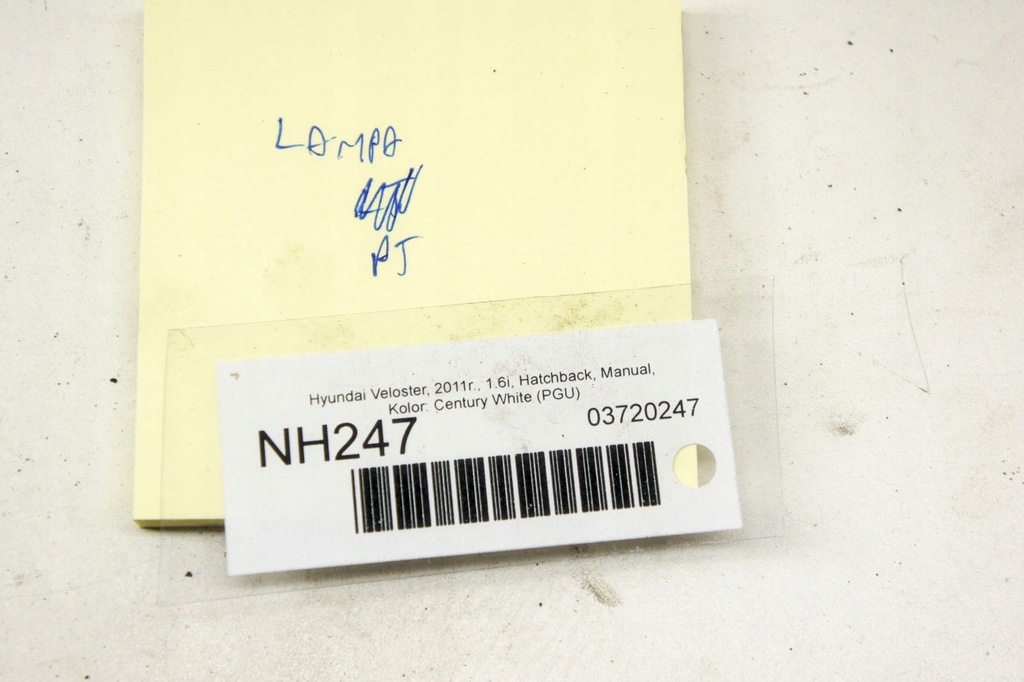 LAMPA
PJ
Hyundai Veloster, 2011r., 1.6i, Hatchback, Manual,
Kolor: Century White (PGU)
NH247 03720247